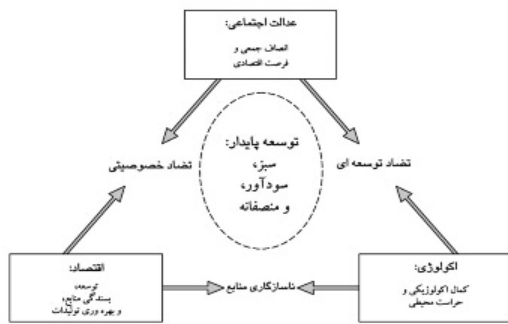 عدالت اجتماعی:
انصاف جمعی و
فرصت اقتصادی
تضاد توسعه ای
توسعه پایدار:
سبز،
سودآور،
و منصفانه
تضاد خصوصیتی
اکولوژی:
کمال اکولوژیکی و
حراست محیطی
ناسازگاری منابع
اقتصاد:
توسعه،
بسندگی منابع،
و بهره وری تولیدات